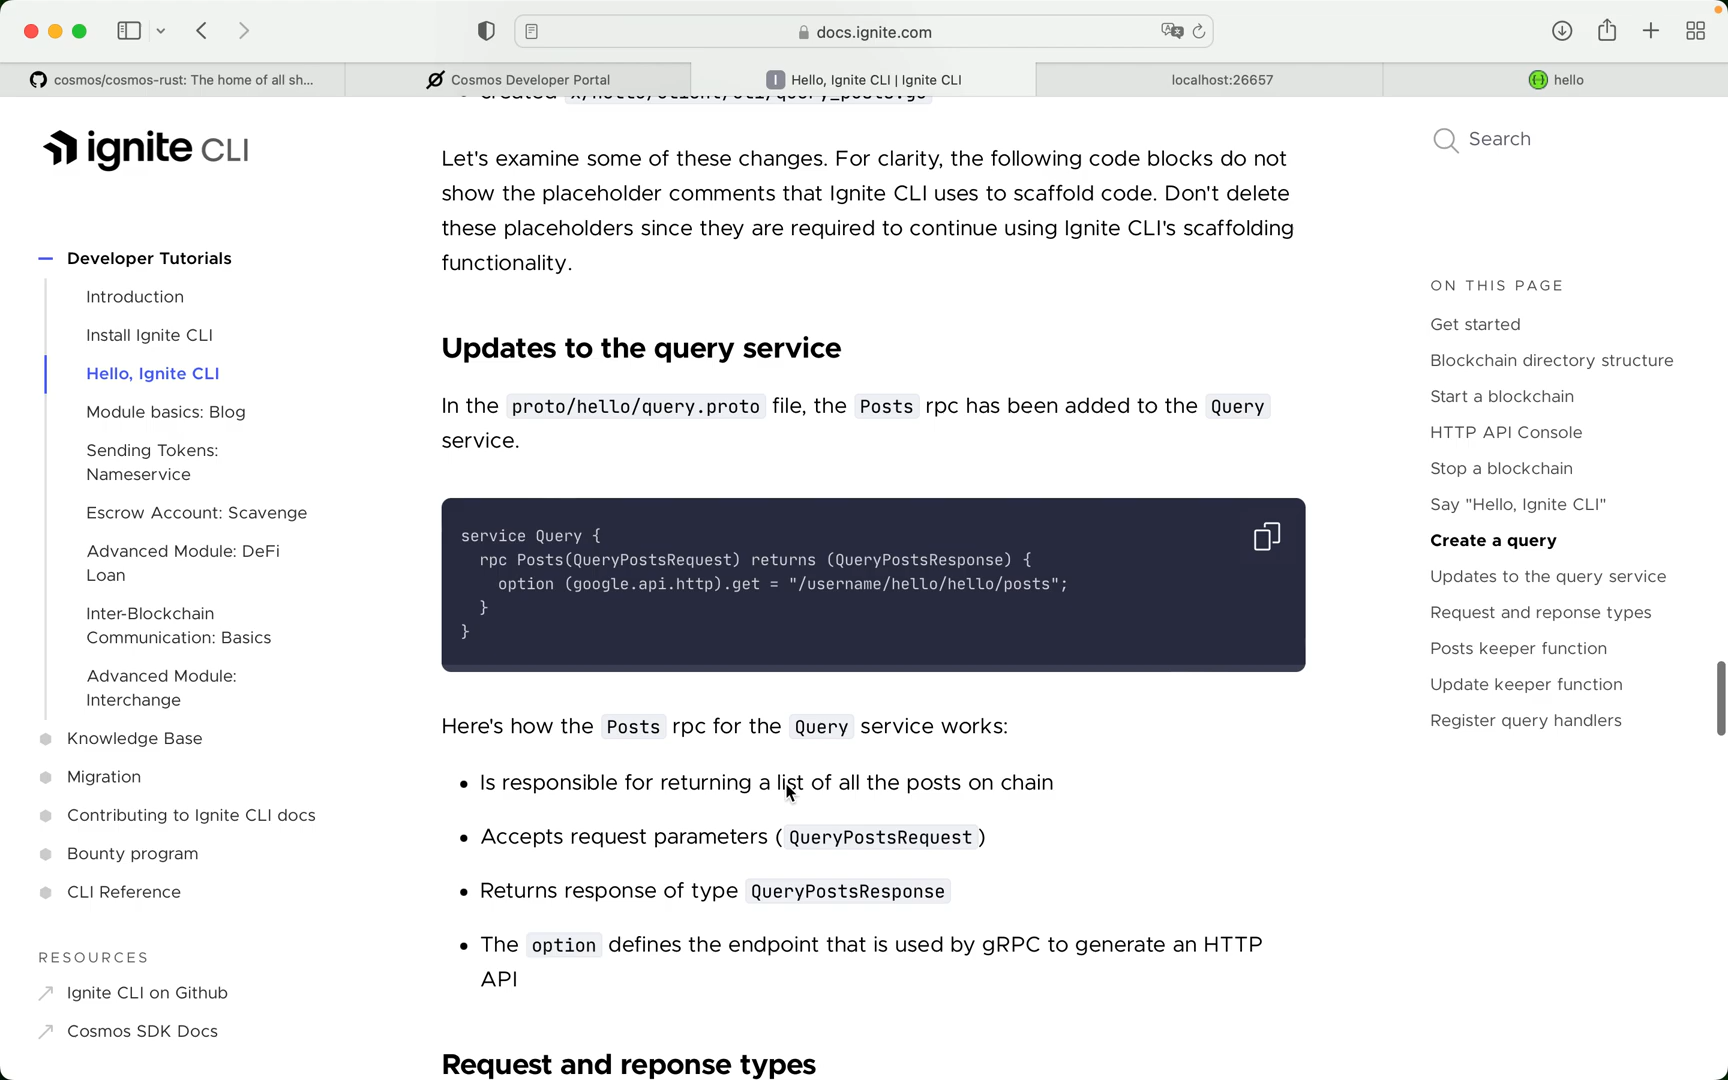 docs.ignite.com
cosmos/cosmos-rust: The home of all sh...
Cosmos Developer Portal
Hello, Ignite CLI | Ignite CLI
localhost:26657
hello
ignite CLI
Developer Tutorials
Introduction
Install Ignite CLI
Hello, Ignite CLI
Module basics: Blog
Sending Tokens:
Nameservice
Escrow Account: Scavenge
Advanced Module: DeFi
Loan
Inter-Blockchain
Communication: Basics
Advanced Module:
Interchange
Knowledge Base
Migration
Contributing to Ignite CLI docs
Bounty program
CLI Reference
RESOURCES
Ignite CLI on Github
Cosmos SDK Docs
created x/hello/client/cli/query_posts.go
Let's examine some of these changes. For clarity, the following code blocks do not
show the placeholder comments that Ignite CLI uses to scaffold code. Don't delete
these placeholders since they are required to continue using Ignite CLI's scaffolding
functionality.
Updates to the query service
In the proto/hello/query.proto file, the Posts rpc has been added to the Query
service.
service Query {
rpc Posts(QueryPostsRequest) returns (QueryPostsResponse) {
option (google.api.http).get = "/username/hello/hello/posts";
}
}
Here's how the Posts rpc for the Query service works:
• Is responsible for returning a list of all the posts on chain
• Accepts request parameters ( QueryPostsRequest )
• Returns response of type QueryPostsResponse
• The option defines the endpoint that is used by gRPC to generate an HTTP
API
Request and reponse types
Search
ON THIS PAGE
Get started
Blockchain directory structure
Start a blockchain
HTTP API Console
Stop a blockchain
Say "Hello, Ignite CLI"
Create a query
Updates to the query service
Request and reponse types
Posts keeper function
Update keeper function
Register query handlers